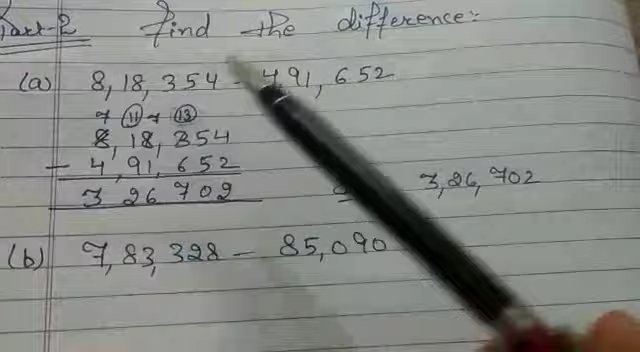 Part-2 Find the difference:-
(a) 8,18,354 - 4,91,652
7 11 7 13
8,18,354
- 4,91,652
3 26 702 3,26,702
(b) 7,83,328 - 85,090